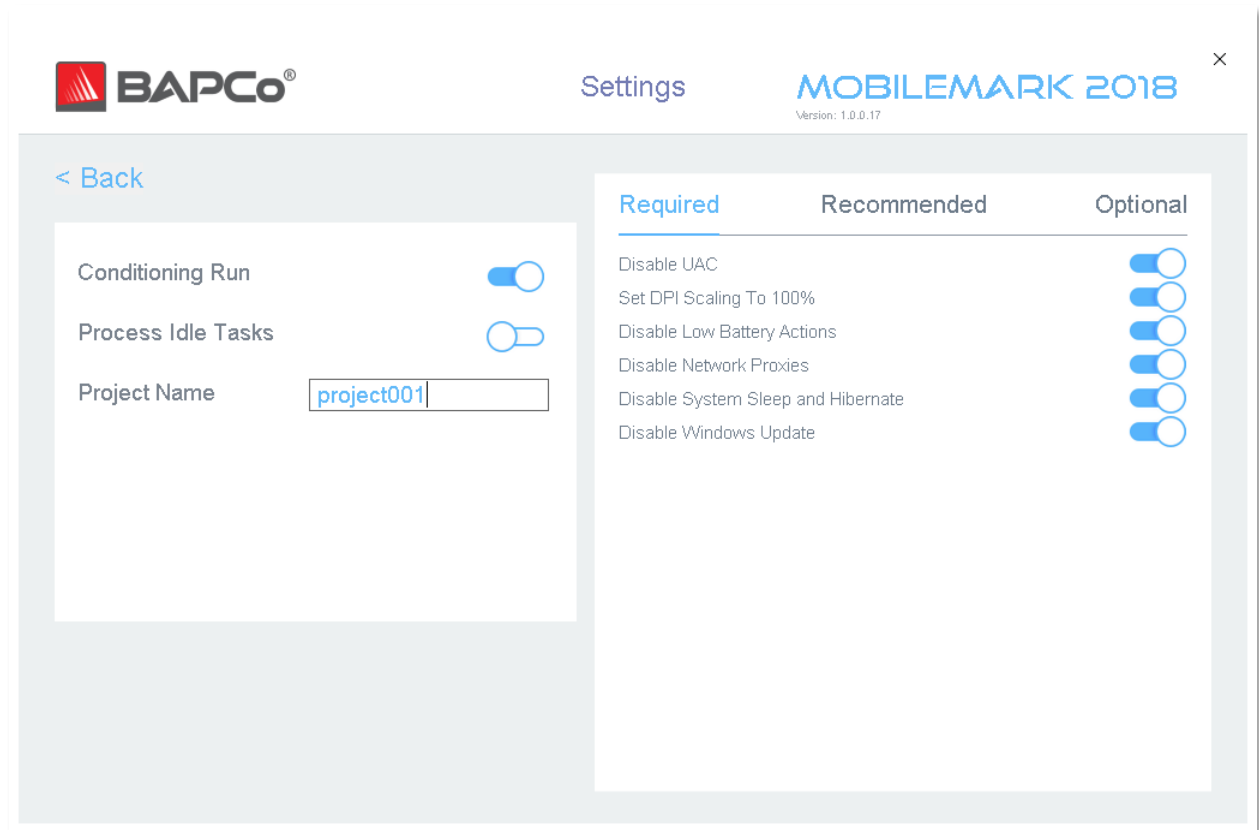 BAPCo®
Settings
MOBILEMARK 2018
Version: 1.0.0.17
< Back
Conditioning Run
Process Idle Tasks
Project Name project001
Required Recommended Optional
Disable UAC
Set DPI Scaling To 100%
Disable Low Battery Actions
Disable Network Proxies
Disable System Sleep and Hibernate
Disable Windows Update